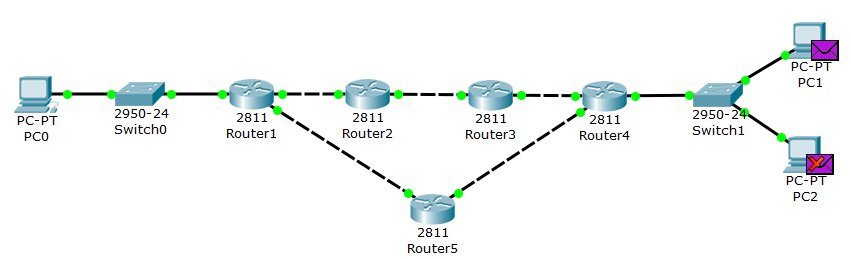 PC-PT
PC0
2950-24
Switch0
2811
Router1
2811
Router2
2811
Router3
2811
Router4
2950-24
Switch1
PC-PT
PC1
PC-PT
PC2
2811
Router5